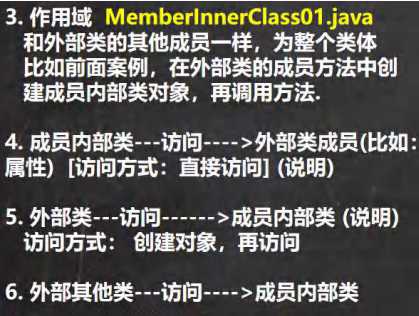 3. 作用域  MemberInnerClass01.java
和外部类的其他成员一样，为整个类体
比如前面案例，在外部类的成员方法中创
建成员内部类对象，再调用方法.
4. 成员内部类---访问---->外部类成员(比如：
属性)  [访问方式：直接访问] (说明)
5. 外部类---访问------>成员内部类 (说明)
访问方式： 创建对象，再访问
6. 外部其他类---访问---->成员内部类